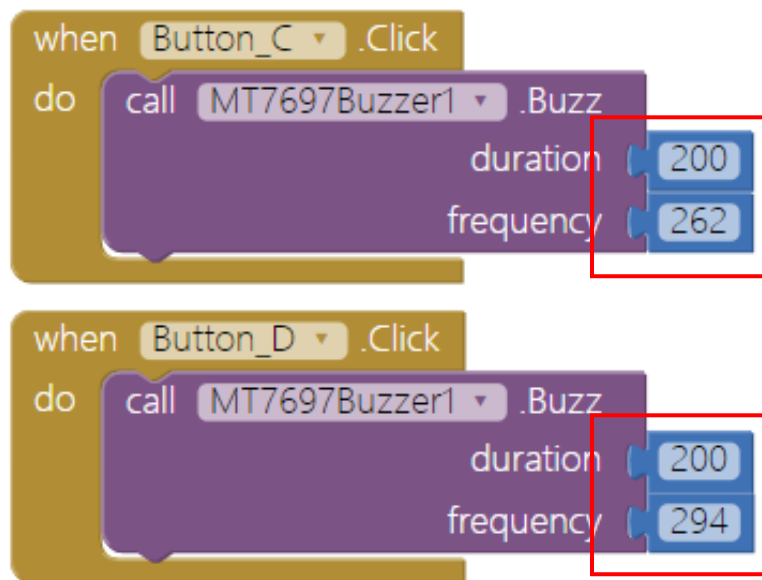 when Button_C .Click
do call MT7697Buzzer1 .Buzz
duration 200
frequency 262
when Button_D .Click
do call MT7697Buzzer1 .Buzz
duration 200
frequency 294